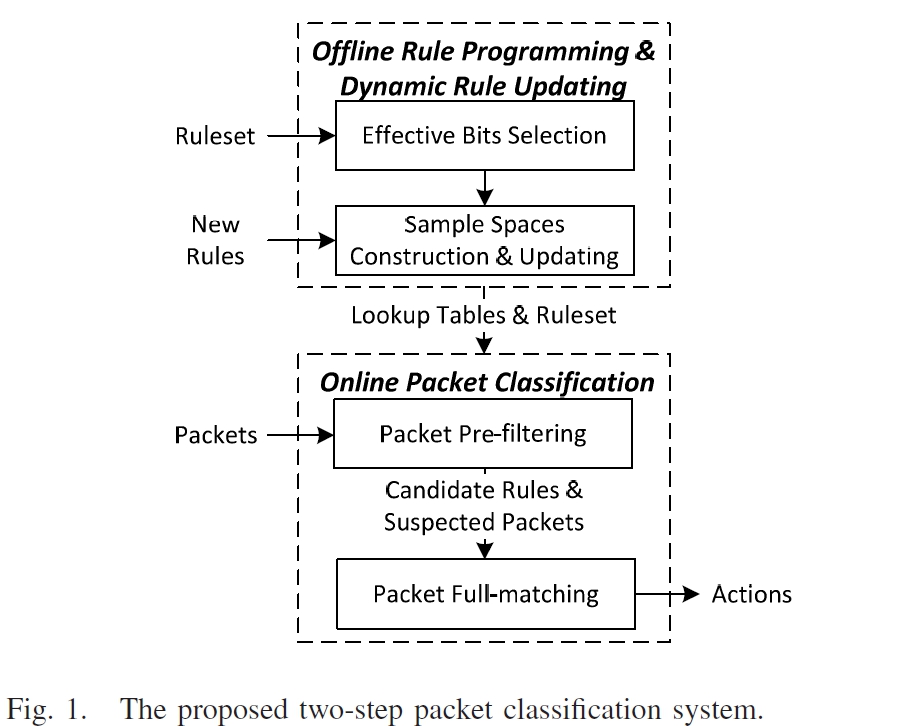 Offline Rule Programming &
Dynamic Rule Updating
Ruleset
Effective Bits Selection
New
Rules
Sample Spaces
Construction & Updating
Lookup Tables & Ruleset
Online Packet Classification
Packets
Packet Pre-filtering
Candidate Rules &
Suspected Packets
Packet Full-matching
Actions
Fig. 1. The proposed two-step packet classification system.